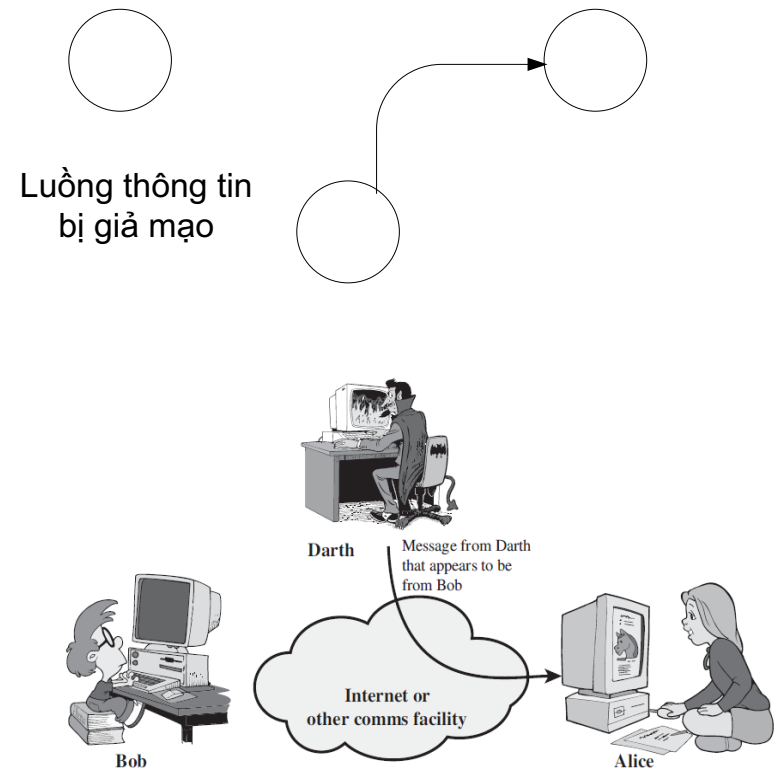 Luồng thông tin
bị giả mạo
Darth
Message from Darth
that appears to be
from Bob
Internet or
other comms facility
Bob
Alice